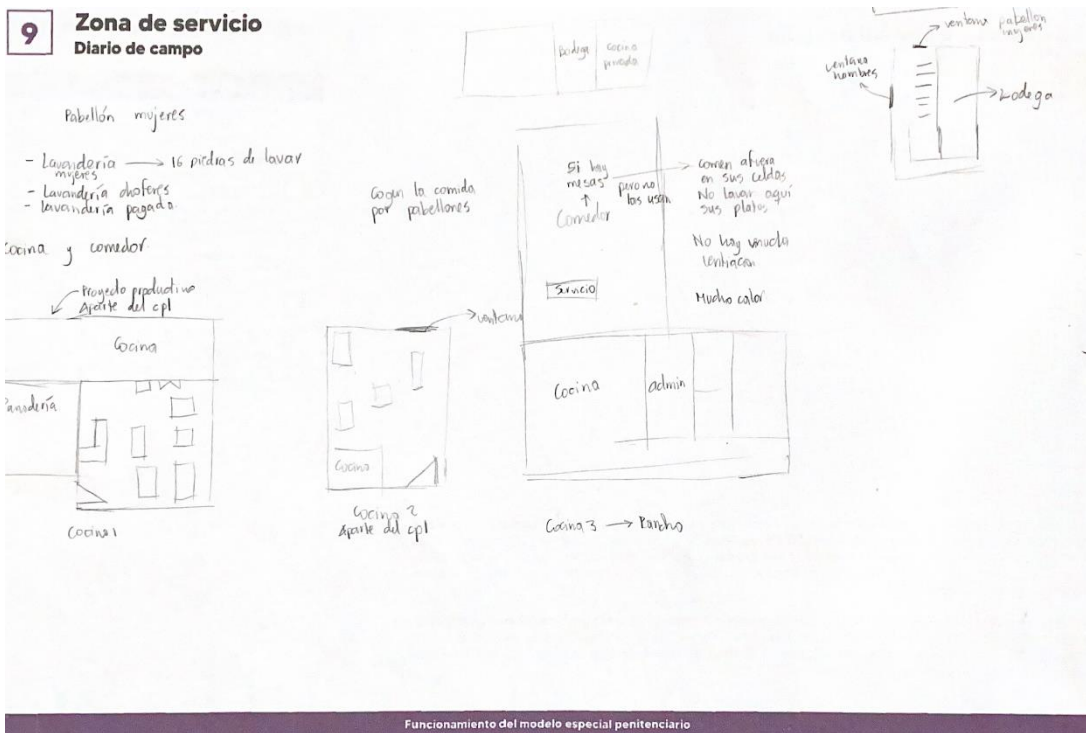 9
Zona de servicio
Diario de campo
Pabellón mujeres
- Lavandería → 16 piedras de lavar
mujeres
- Lavandería choferes
- lavandería pagada
Cocina y comedor
Proyecto productivo
Aparte del cpl
Cocina
Panadería
Cocina 1
Cogen la comida
por pabellones
ventana
Cocina
Cocina 2
Aparte del cpl
Bodega
Cocina
privada
Si hay
mesas
pero no
las usan
Comedor
comen afuera
en sus celdas
No lavan aquí
sus platos
No hay mucha
Mucho calor
Servicio
Cocina
admin
Cocina 3 → Rancho
ventana pabellón
mujeres
ventana
hombres
bodega
Funcionamiento del modelo especial penitenciario